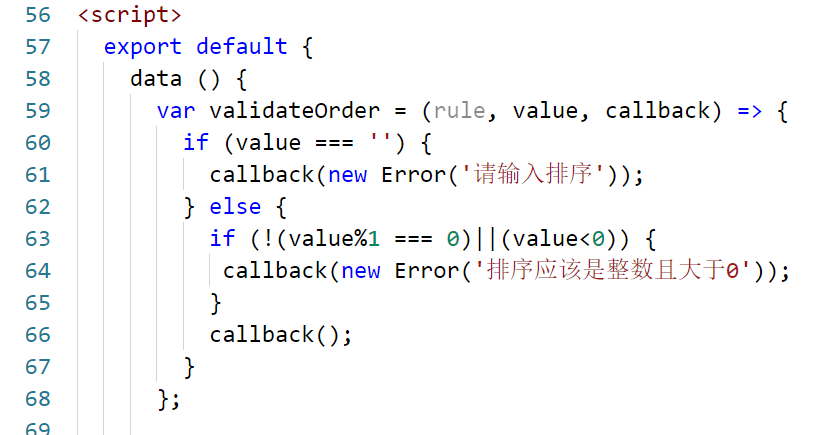 56 <script>
57   export default {
58     data () {
59       var validateOrder = (rule, value, callback) => {
60         if (value === '') {
61           callback(new Error('请输入排序'));
62         } else {
63           if (!(value%1 === 0)||(value<0)) {
64            callback(new Error('排序应该是整数且大于0'));
65           }
66           callback();
67         }
68       };
69